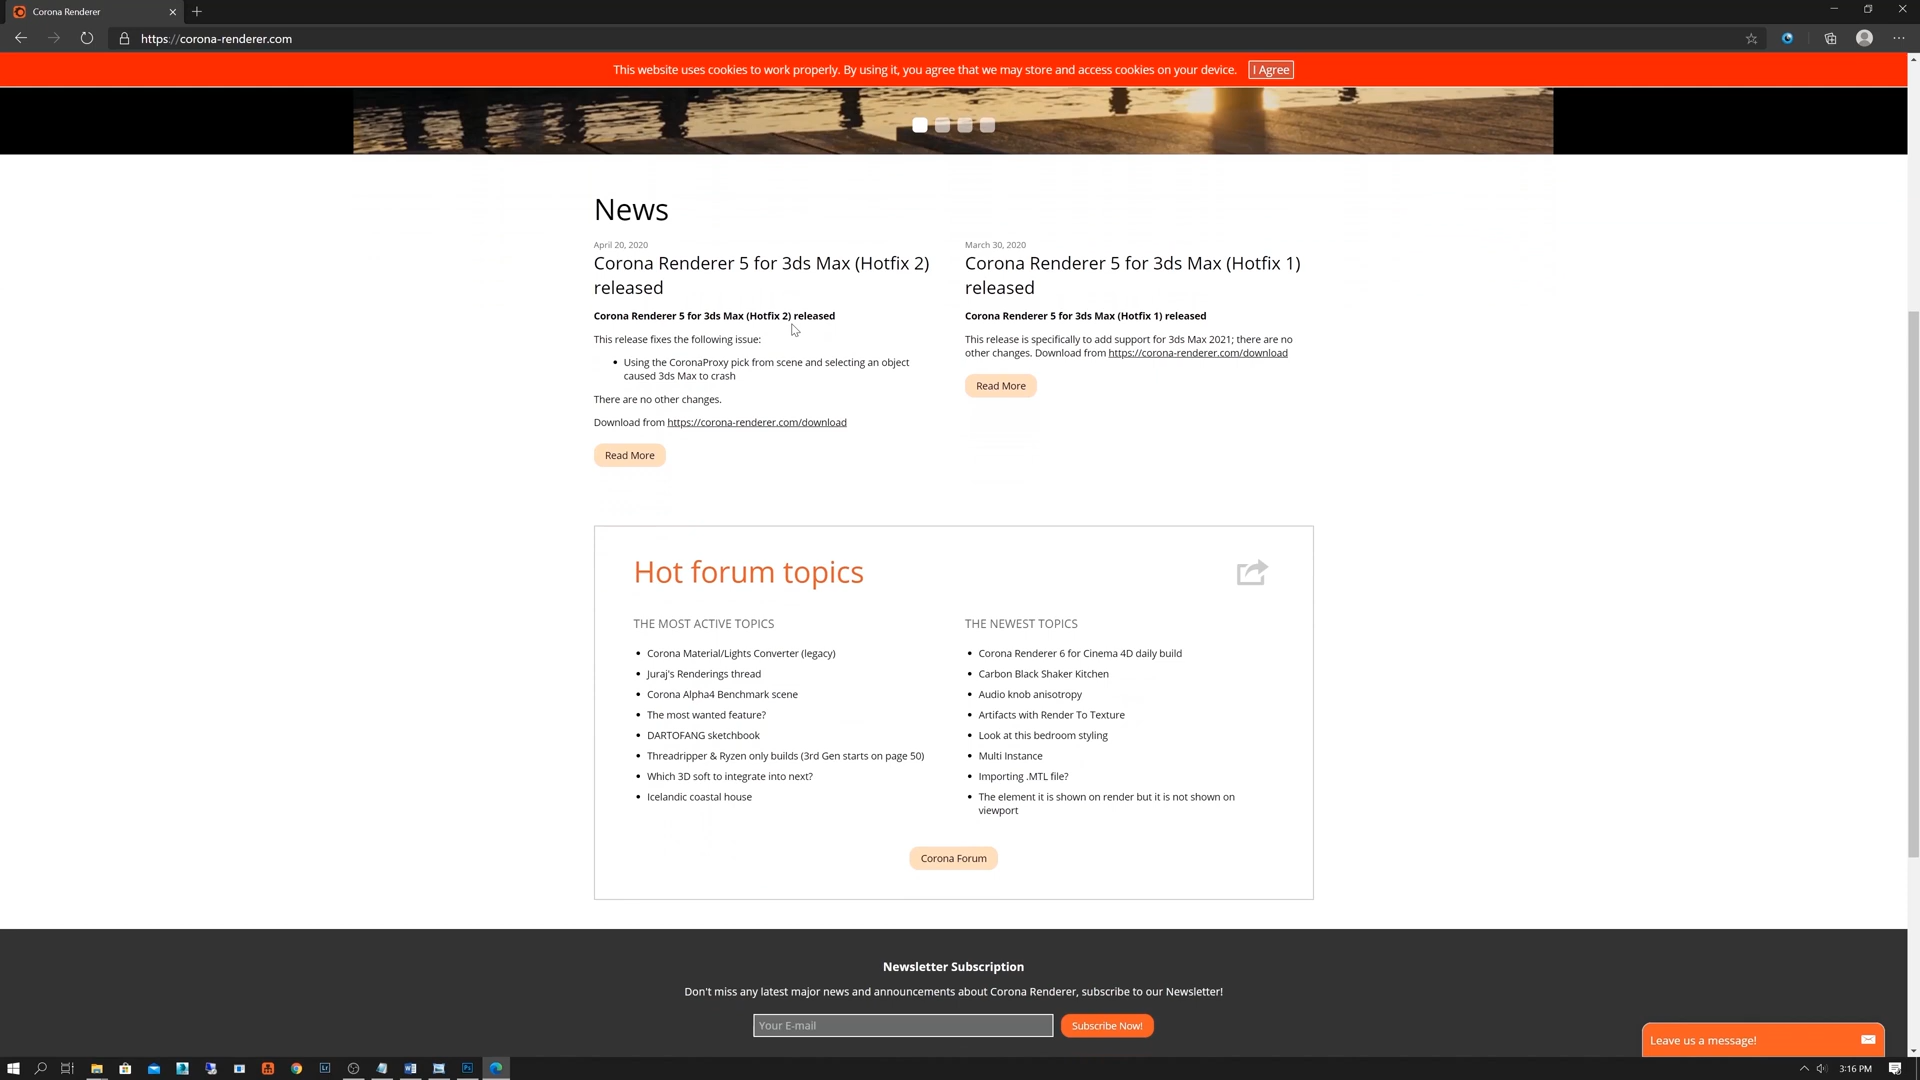 Corona Renderer
https://corona-renderer.com
This website uses cookies to work properly. By using it, you agree that we may store and access cookies on your device. I Agree
News
April 20, 2020
Corona Renderer 5 for 3ds Max (Hotfix 2)
released
Corona Renderer 5 for 3ds Max (Hotfix 2) released
This release fixes the following issue:
• Using the CoronaProxy pick from scene and selecting an object
caused 3ds Max to crash
There are no other changes.
Download from https://corona-renderer.com/download
Read More
March 30, 2020
Corona Renderer 5 for 3ds Max (Hotfix 1)
released
Corona Renderer 5 for 3ds Max (Hotfix 1) released
This release is specifically to add support for 3ds Max 2021; there are no
other changes. Download from https://corona-renderer.com/download
Read More
Hot forum topics
THE MOST ACTIVE TOPICS
• Corona Material/Lights Converter (legacy)
• Juraj's Renderings thread
• Corona Alpha4 Benchmark scene
• The most wanted feature?
• DARTOFANG sketchbook
• Threadripper & Ryzen only builds (3rd Gen starts on page 50)
• Which 3D soft to integrate into next?
• Icelandic coastal house
THE NEWEST TOPICS
• Corona Renderer 6 for Cinema 4D daily build
• Carbon Black Shaker Kitchen
• Audio knob anisotropy
• Artifacts with Render To Texture
• Look at this bedroom styling
• Multi Instance
• Importing .MTL file?
• The element it is shown on render but it is not shown on
viewport
Corona Forum
Newsletter Subscription
Don't miss any latest major news and announcements about Corona Renderer, subscribe to our Newsletter!
Your E-mail
Subscribe Now!
Leave us a message!
3:16 PM